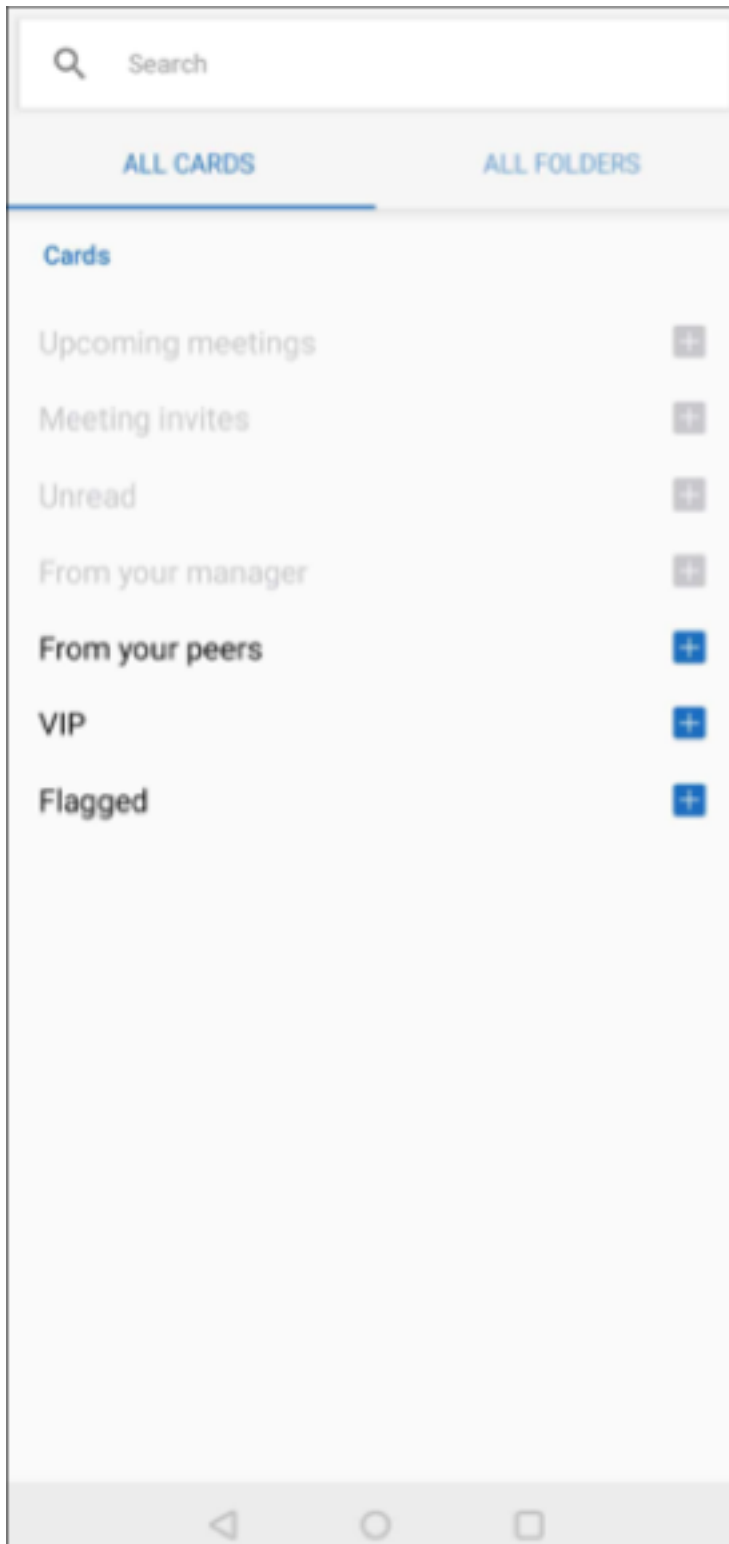 Search
ALL CARDS ALL FOLDERS
Cards
Upcoming meetings
Meeting invites
Unread
From your manager
From your peers
VIP
Flagged